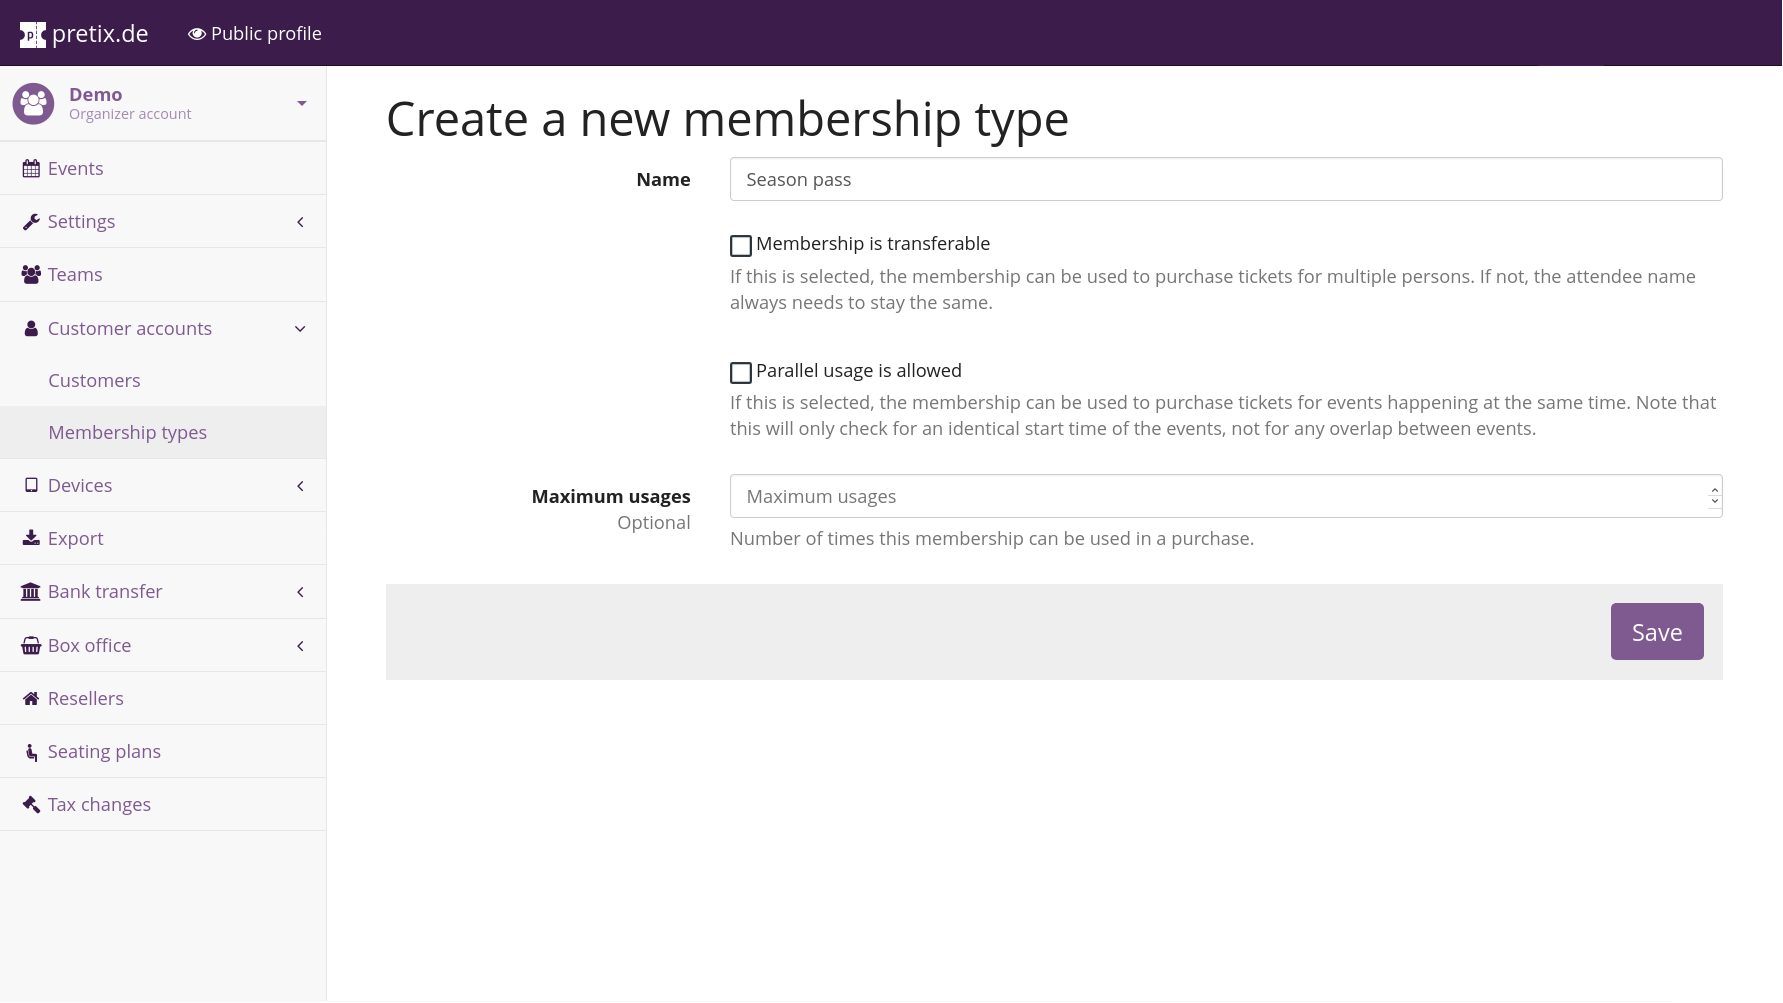 pretix.de
Public profile
Demo
Organizer account
Events
Settings
Teams
Customer accounts
Customers
Membership types
Devices
Export
Bank transfer
Box office
Resellers
Seating plans
Tax changes
Create a new membership type
Name
Season pass
Membership is transferable
If this is selected, the membership can be used to purchase tickets for multiple persons. If not, the attendee name
always needs to stay the same.
Parallel usage is allowed
If this is selected, the membership can be used to purchase tickets for events happening at the same time. Note that
this will only check for an identical start time of the events, not for any overlap between events.
Maximum usages
Optional
Maximum usages
Number of times this membership can be used in a purchase.
Save